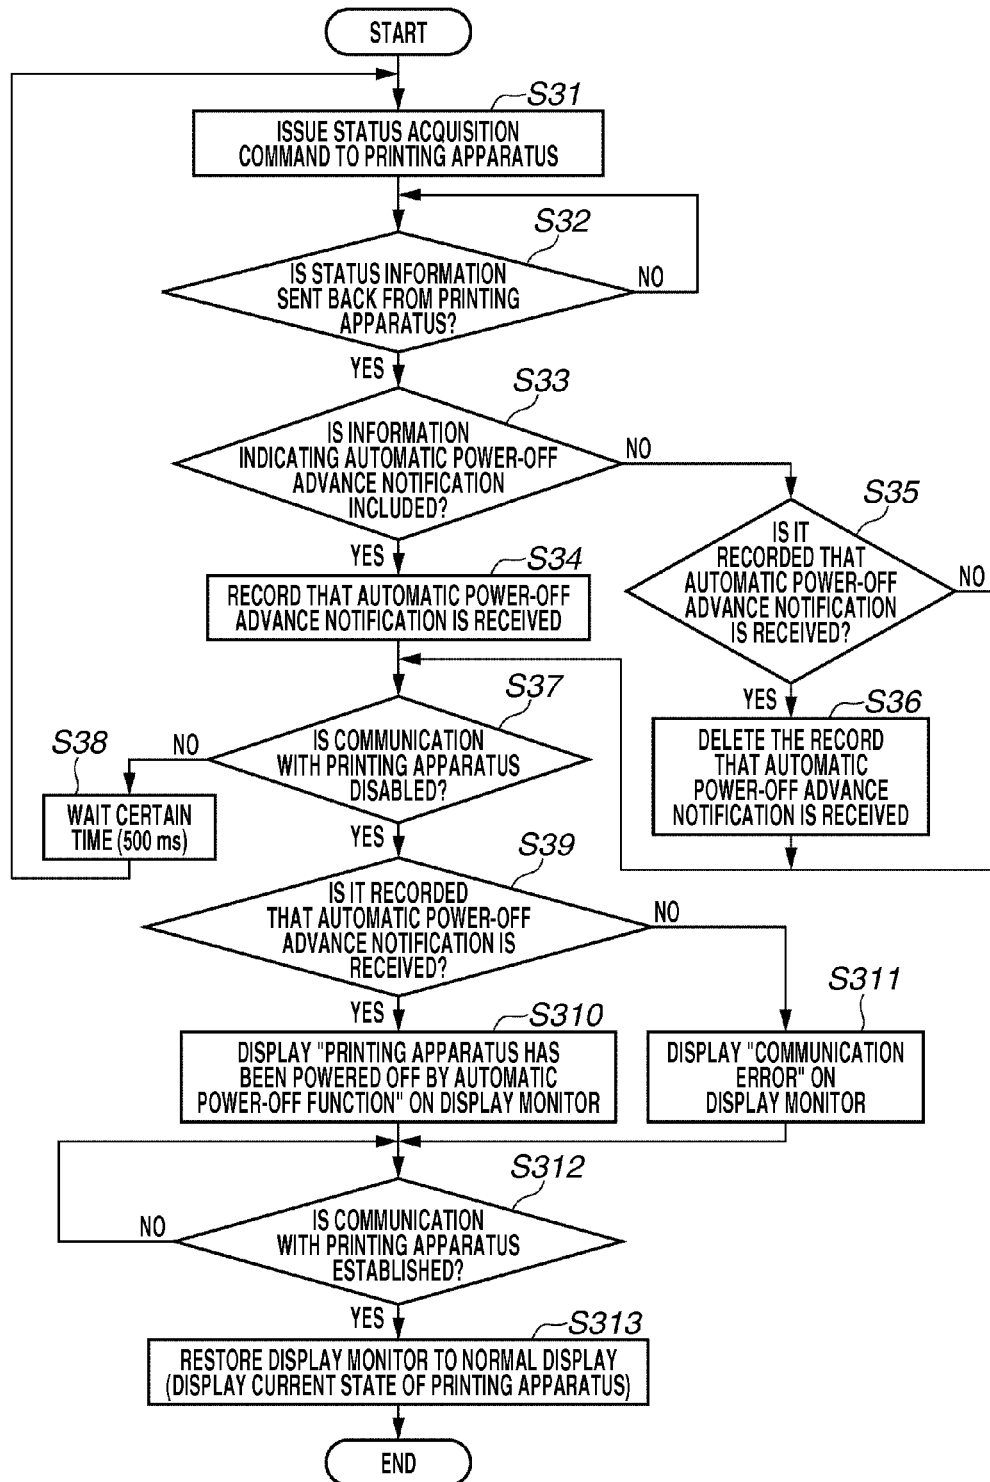 START
S31
ISSUE STATUS ACQUISITION
COMMAND TO PRINTING APPARATUS
S32
IS STATUS INFORMATION
SENT BACK FROM PRINTING
APPARATUS?
NO
YES
S33
IS INFORMATION
INDICATING AUTOMATIC POWER-OFF
ADVANCE NOTIFICATION
INCLUDED?
NO
YES
S34
RECORD THAT AUTOMATIC POWER-OFF
ADVANCE NOTIFICATION IS RECEIVED
S35
IS IT
RECORDED THAT
AUTOMATIC POWER-OFF
ADVANCE NOTIFICATION
IS RECEIVED?
NO
YES
S36
DELETE THE RECORD
THAT AUTOMATIC
POWER-OFF ADVANCE
NOTIFICATION IS RECEIVED
S37
IS COMMUNICATION
WITH PRINTING APPARATUS
DISABLED?
NO
S38
WAIT CERTAIN
TIME (500 ms)
YES
S39
IS IT RECORDED
THAT AUTOMATIC POWER-OFF
ADVANCE NOTIFICATION IS
RECEIVED?
NO
YES
S310
DISPLAY "PRINTING APPARATUS HAS
BEEN POWERED OFF BY AUTOMATIC
POWER-OFF FUNCTION" ON DISPLAY MONITOR
S311
DISPLAY "COMMUNICATION
ERROR" ON
DISPLAY MONITOR
S312
IS COMMUNICATION
WITH PRINTING APPARATUS
ESTABLISHED?
NO
YES
S313
RESTORE DISPLAY MONITOR TO NORMAL DISPLAY
(DISPLAY CURRENT STATE OF PRINTING APPARATUS)
END